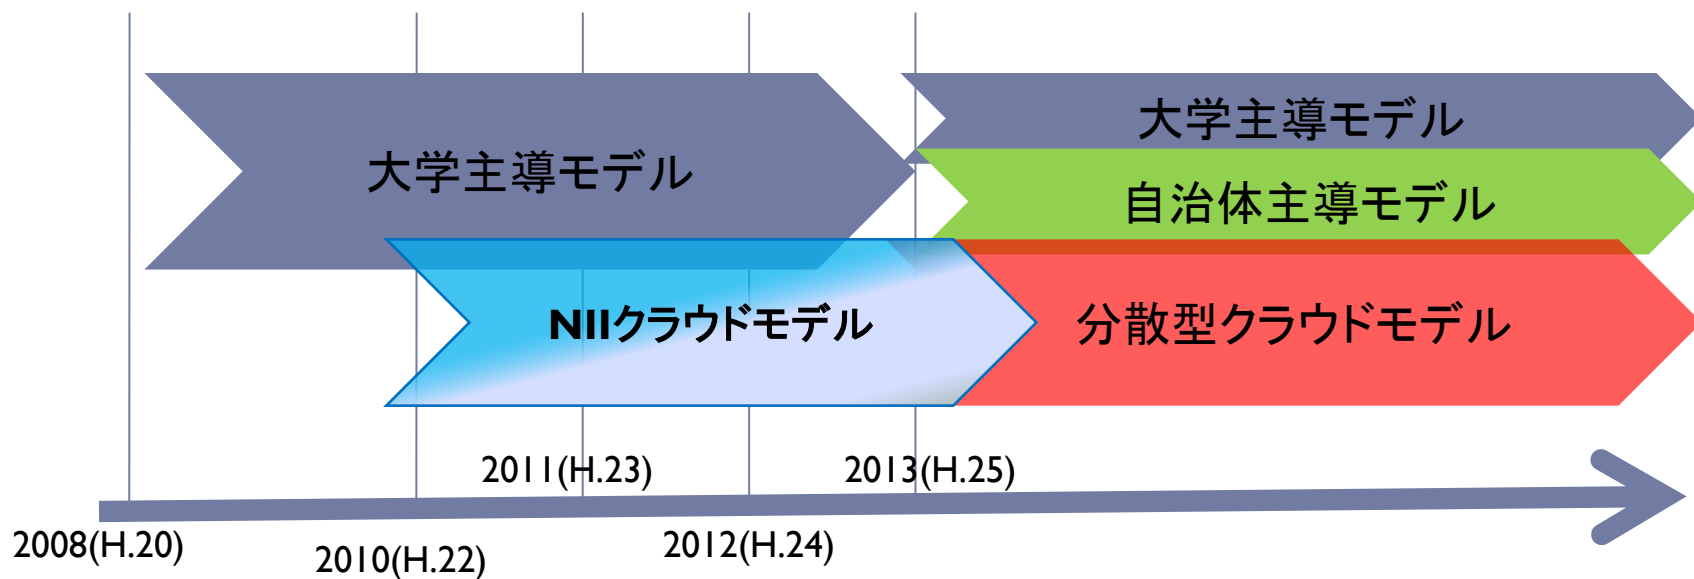 大学主導モデル
大学主導モデル
自治体主導モデル
NIIクラウドモデル
分散型クラウドモデル
2011(H.23)
2013(H.25)
2008(H.20)
2010(H.22)
2012(H.24)